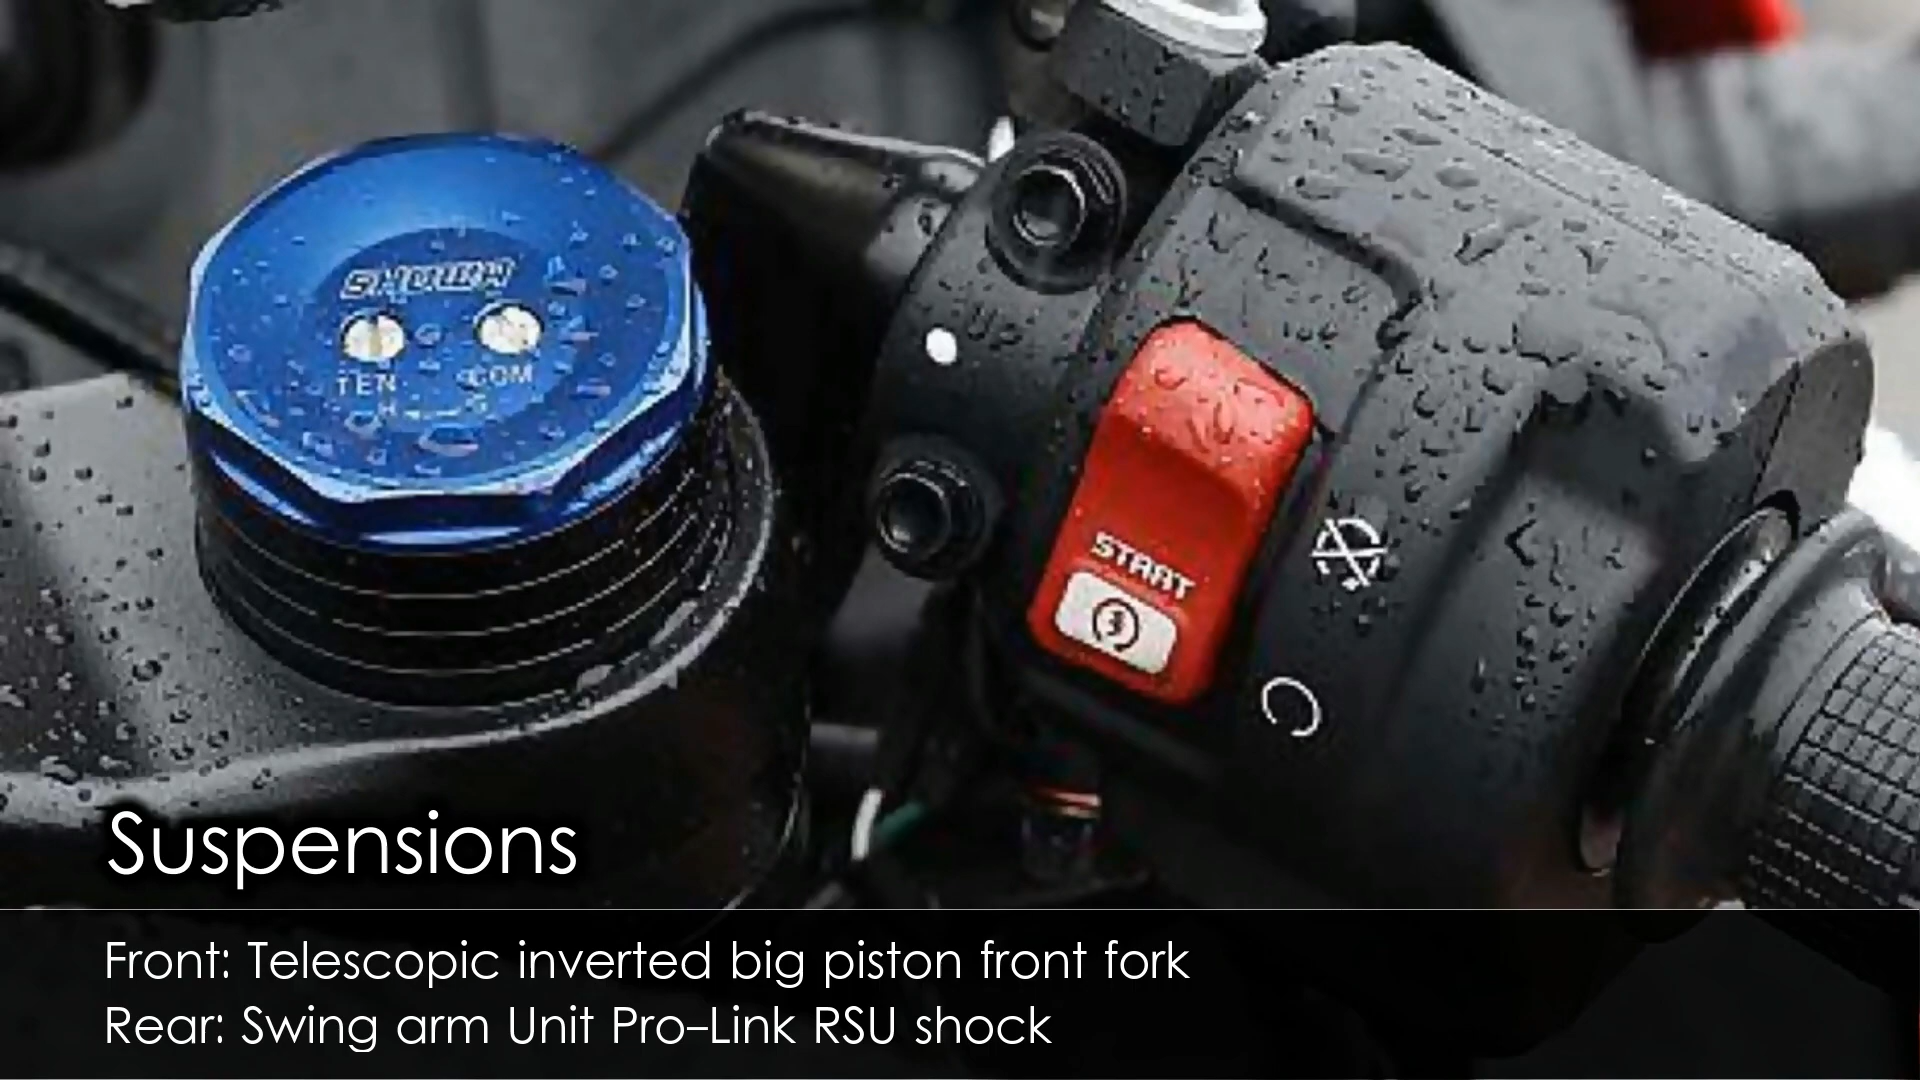 SHOWA
TEN COM
H S
START
Suspensions
Front: Telescopic inverted big piston front fork
Rear: Swing arm Unit Pro-Link RSU shock